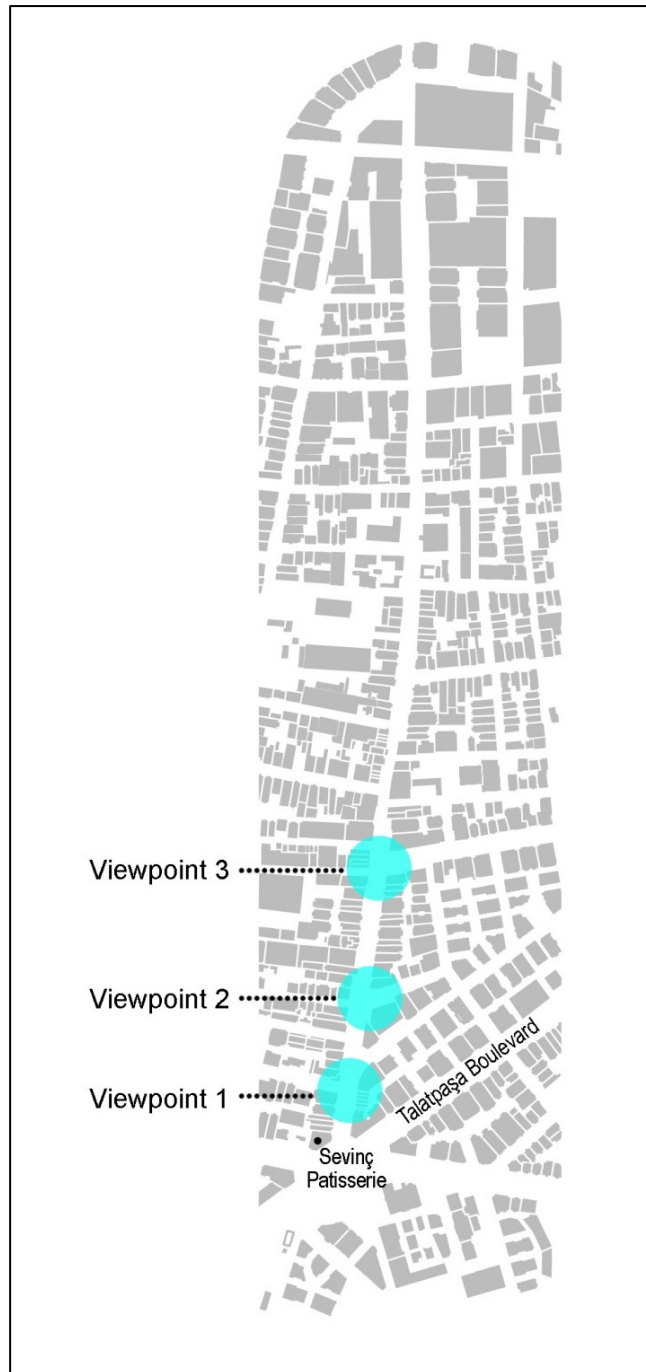 Viewpoint 3
Viewpoint 2
Talatpaşa Boulevard
Viewpoint 1
Sevinç
Patisserie